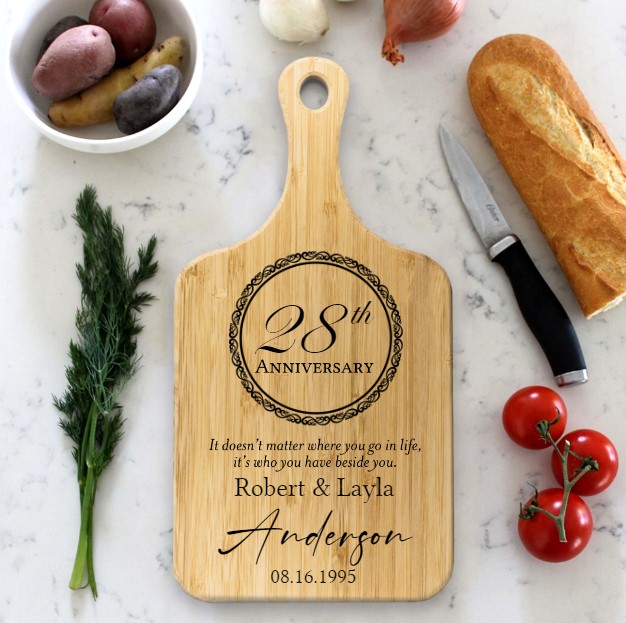 28th
ANNIVERSARY
It doesn't matter where you go in life,
it's who you have beside you.
Robert & Layla
Anderson
08.16.1995